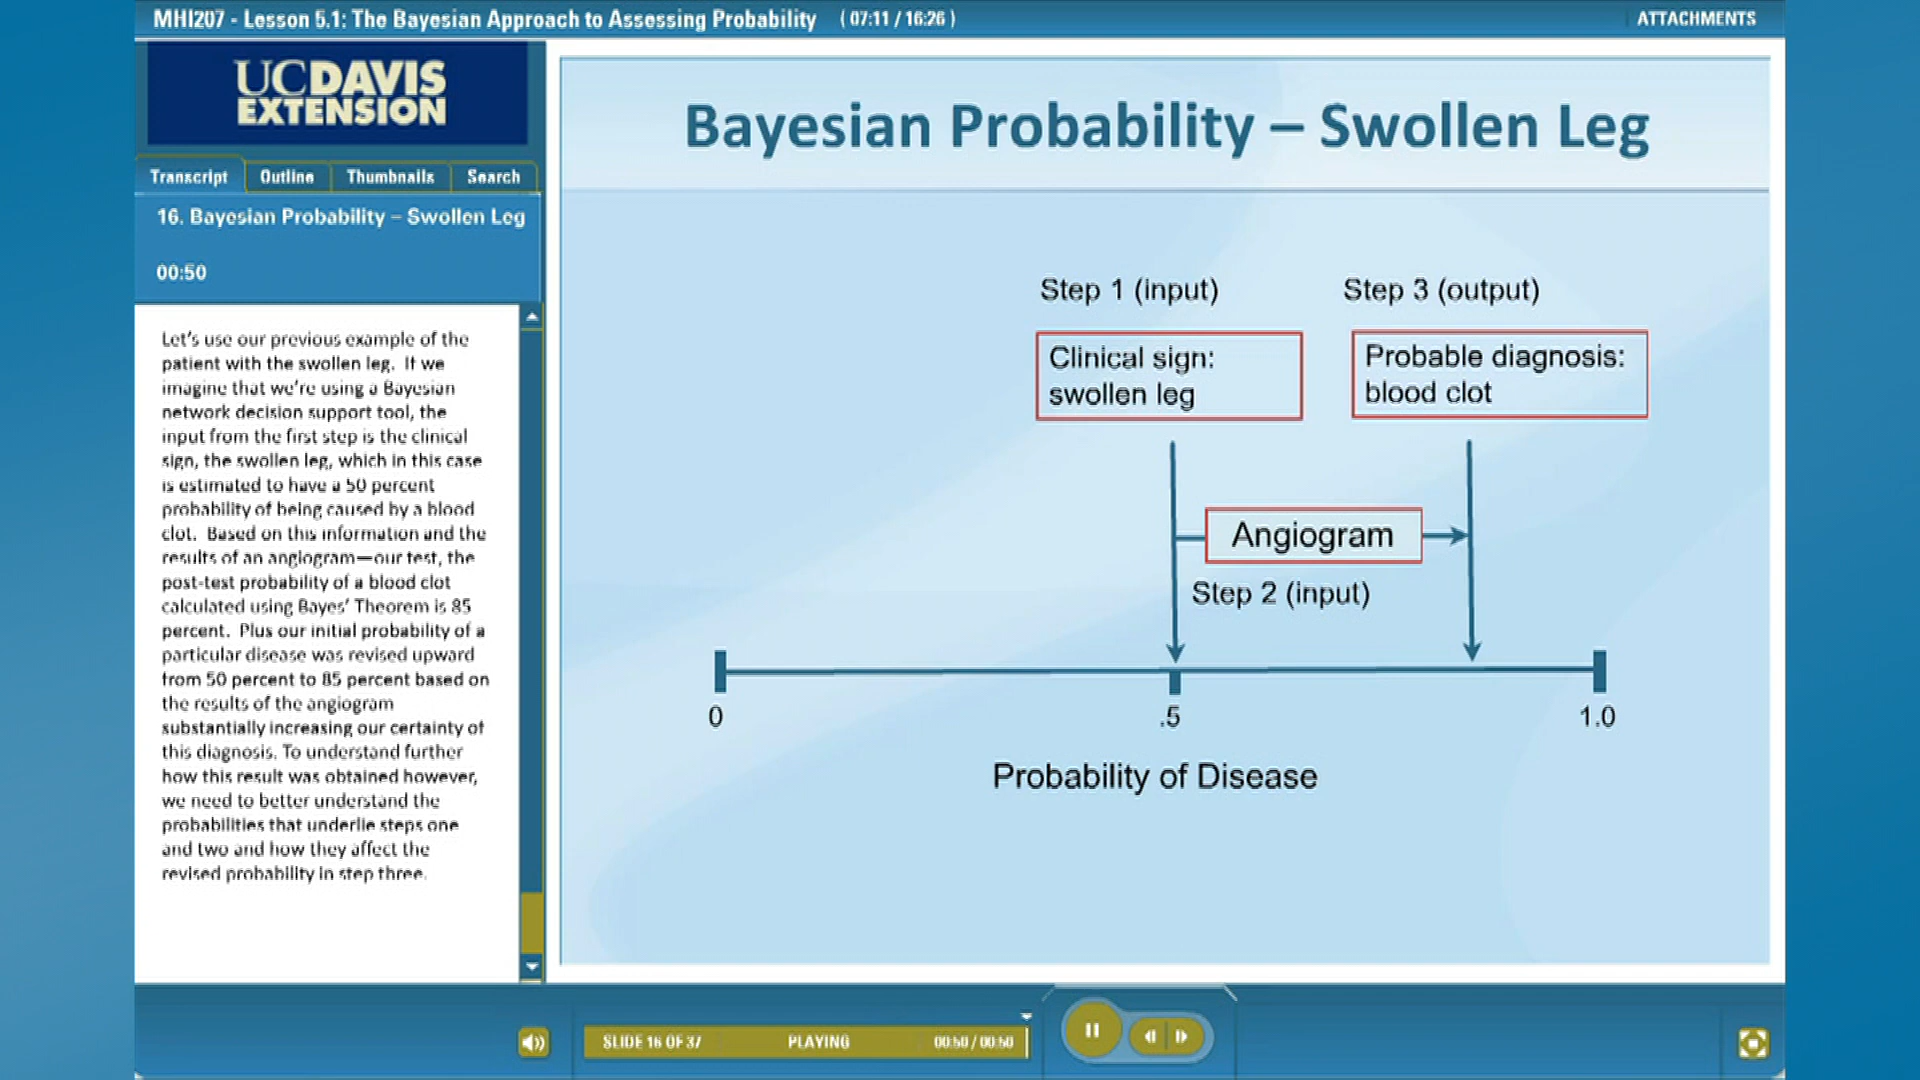 MHI207 - Lesson 5.1: The Bayesian Approach to Assessing Probability (07:11 / 16:26)
ATTACHMENTS
UCDAVIS
EXTENSION
Transcript Outline Thumbnails Search
16. Bayesian Probability – Swollen Leg
00:50
Let's use our previous example of the
patient with the swollen leg. If we
imagine that we're using a Bayesian
network decision support tool, the
input from the first step is the clinical
sign, the swollen leg, which in this case
is estimated to have a 50 percent
probability of being caused by a blood
clot. Based on this information and the
results of an angiogram—our test, the
post-test probability of a blood clot
calculated using Bayes' Theorem is 85
percent. Plus our initial probability of a
particular disease was revised upward
from 50 percent to 85 percent based on
the results of the angiogram
substantially increasing our certainty of
this diagnosis. To understand further
how this result was obtained however,
we need to better understand the
probabilities that underlie steps one
and two and how they affect the
revised probability in step three.
Bayesian Probability – Swollen Leg
Step 1 (input)
Step 3 (output)
Clinical sign:
swollen leg
Probable diagnosis:
blood clot
Angiogram
Step 2 (input)
0 .5 1.0
Probability of Disease
SLIDE 16 OF 37 PLAYING 00:50 / 00:50